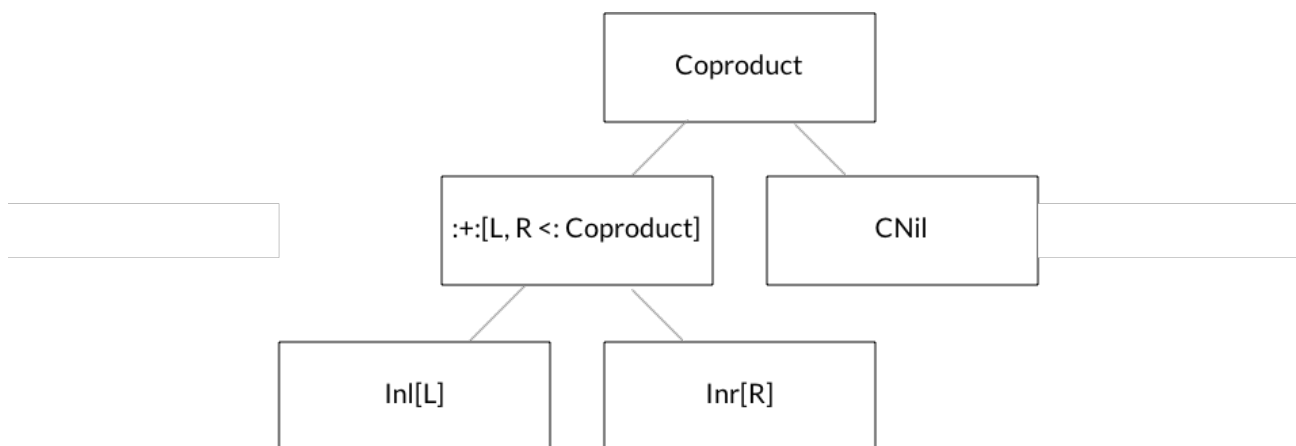 Coproduct
:+:[L, R <: Coproduct]
CNil
Inl[L]
Inr[R]